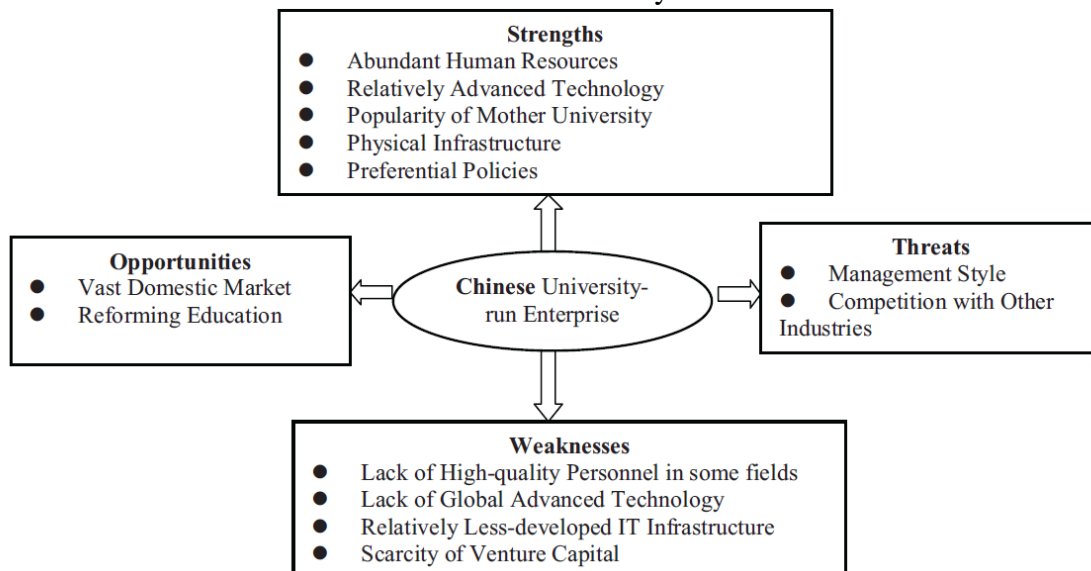 Strengths
● Abundant Human Resources
● Relatively Advanced Technology
● Popularity of Mother University
● Physical Infrastructure
● Preferential Policies
Opportunities
● Vast Domestic Market
● Reforming Education
Chinese University-
run Enterprise
Threats
● Management Style
● Competition with Other
Industries
Weaknesses
● Lack of High-quality Personnel in some fields
● Lack of Global Advanced Technology
● Relatively Less-developed IT Infrastructure
● Scarcity of Venture Capital